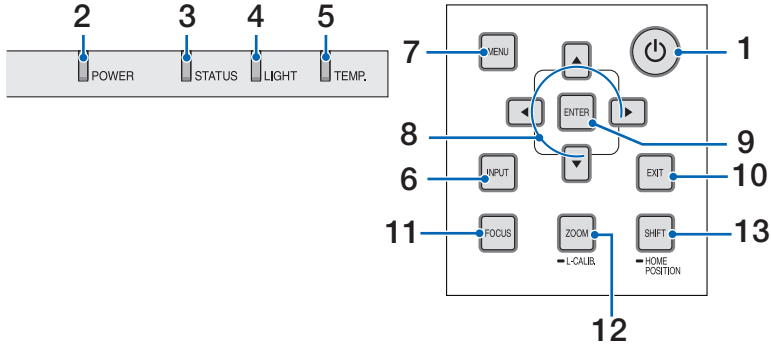 2 3 4 5
POWER STATUS LIGHT TEMP.
7 MENU 1
8 ENTER 9
6 INPUT EXIT 10
11 FOCUS ZOOM SHIFT 13
L-CALIB. HOME
POSITION
12